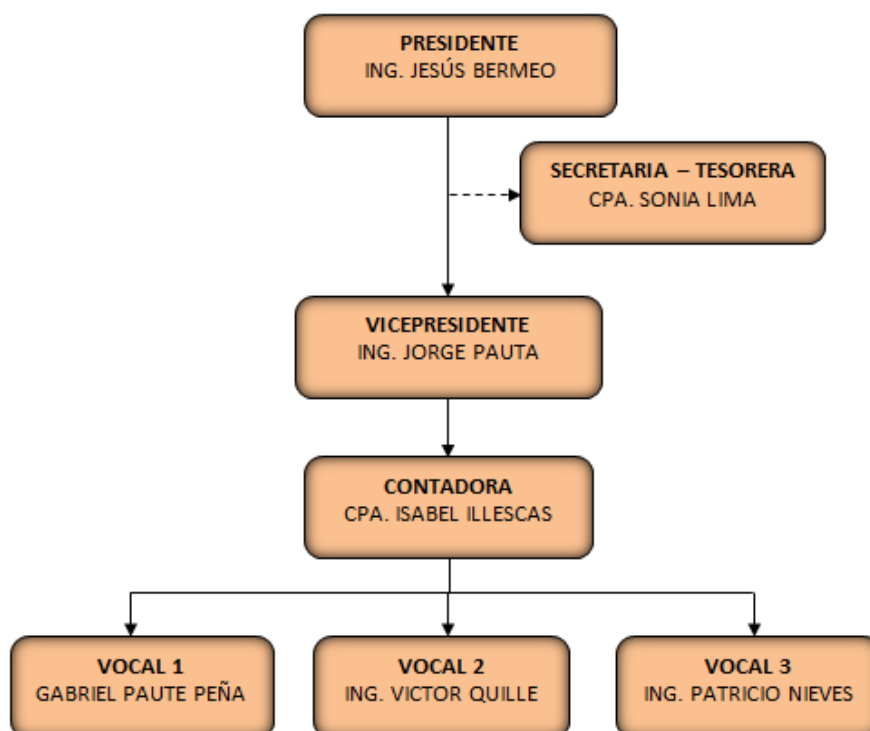 PRESIDENTE
ING. JESÚS BERMEO
SECRETARIA – TESORERA
CPA. SONIA LIMA
VICEPRESIDENTE
ING. JORGE PAUTA
CONTADORA
CPA. ISABEL ILLESCAS
VOCAL 1
GABRIEL PAUTE PEÑA
VOCAL 2
ING. VICTOR QUILLE
VOCAL 3
ING. PATRICIO NIEVES